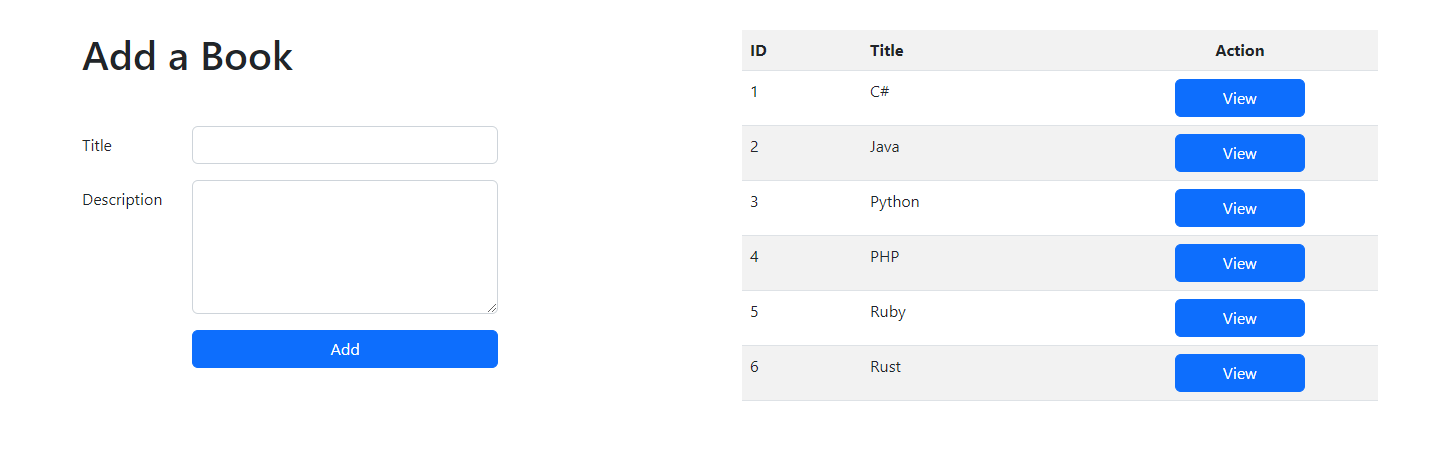 Add a Book
Title
Description
Add
ID Title Action
1 C# View
2 Java View
3 Python View
4 PHP View
5 Ruby View
6 Rust View